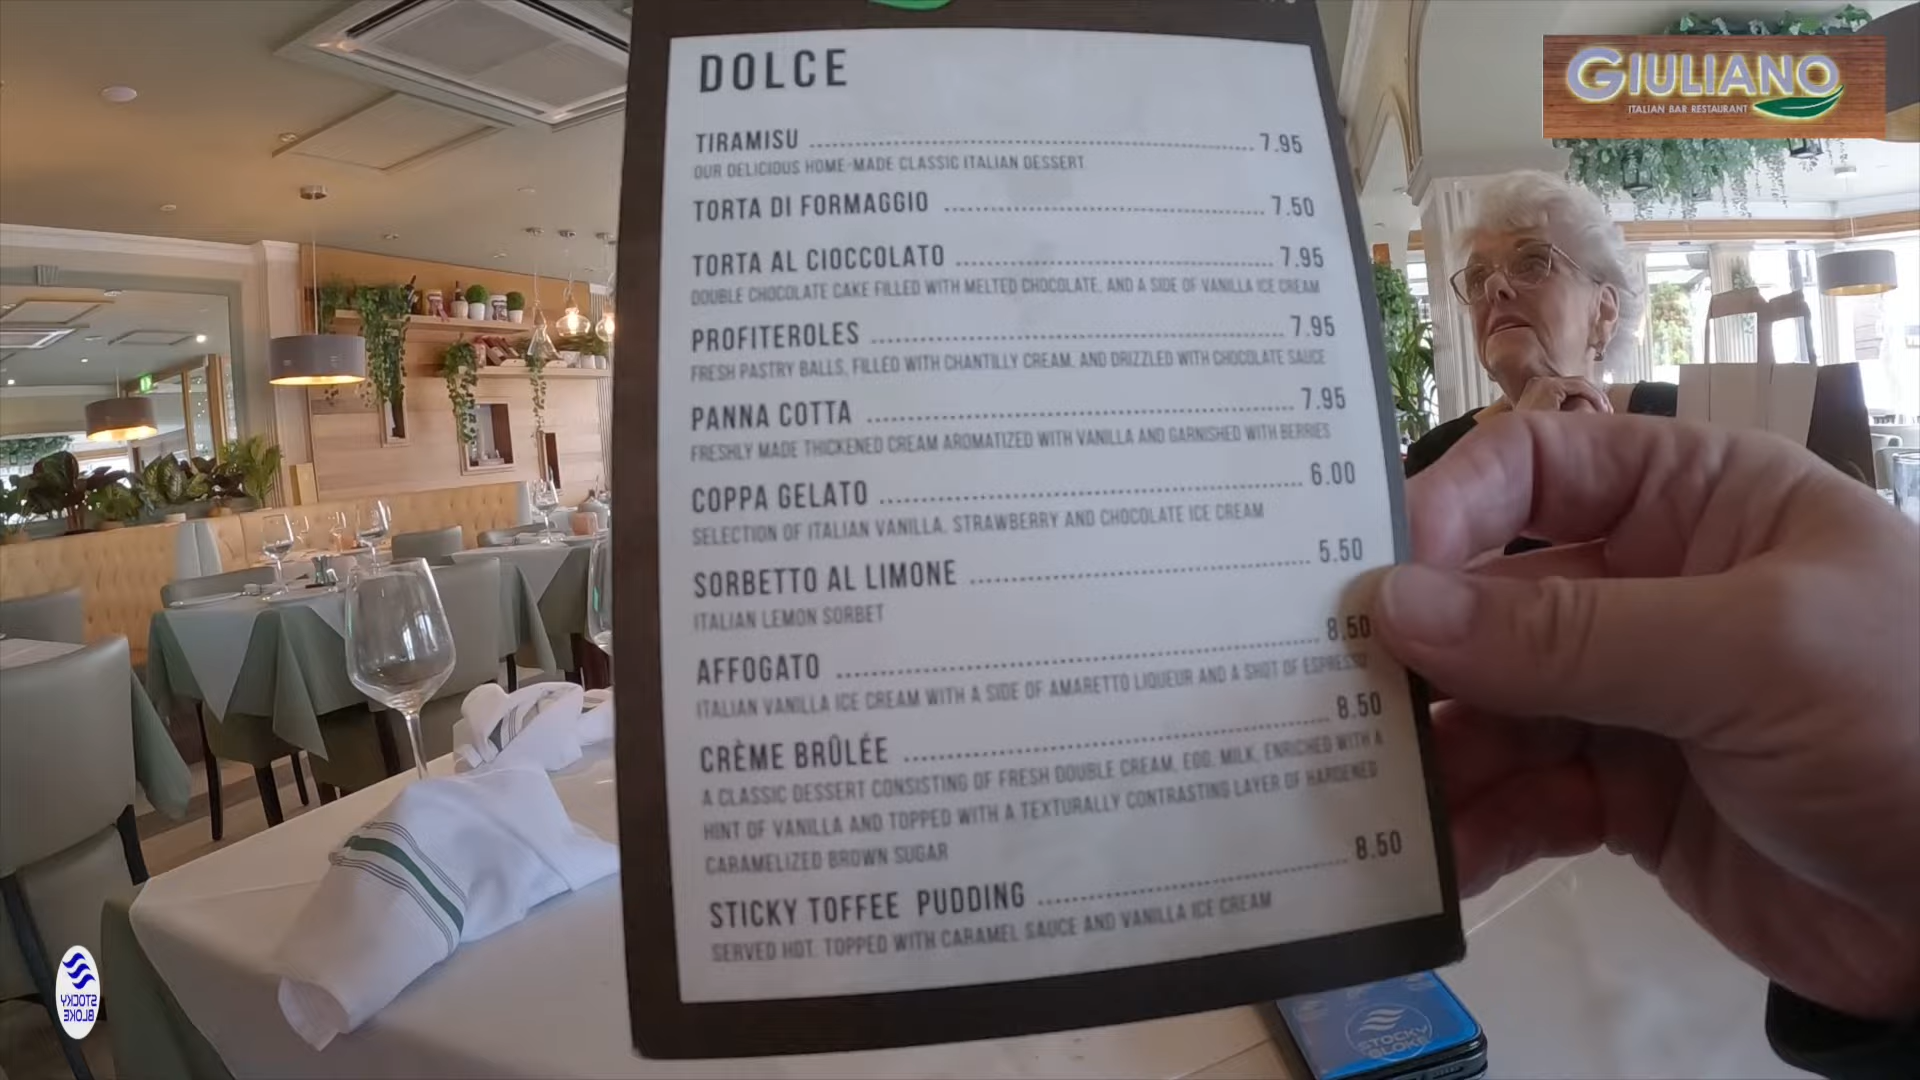 GIULIANO
ITALIAN BAR RESTAURANT
DOLCE
TIRAMISU ........ 7.95
OUR DELICIOUS HOME-MADE CLASSIC ITALIAN DESSERT
TORTA DI FORMAGGIO ........ 7.50
TORTA AL CIOCCOLATO ........ 7.95
DOUBLE CHOCOLATE CAKE FILLED WITH MELTED CHOCOLATE, AND A SIDE OF VANILLA ICE CREAM
PROFITEROLES ........ 7.95
FRESH PASTRY BALLS, FILLED WITH CHANTILLY CREAM, AND DRIZZLED WITH CHOCOLATE SAUCE
PANNA COTTA ........ 7.95
FRESHLY MADE THICKENED CREAM AROMATIZED WITH VANILLA AND GARNISHED WITH BERRIES
COPPA GELATO ........ 6.00
SELECTION OF ITALIAN VANILLA, STRAWBERRY AND CHOCOLATE ICE CREAM
SORBETTO AL LIMONE ........ 5.50
ITALIAN LEMON SORBET
AFFOGATO ........ 8.50
ITALIAN VANILLA ICE CREAM WITH A SIDE OF AMARETTO LIQUEUR AND A SHOT OF ESPRESSO
CRÈME BRÛLÉE ........ 8.50
A CLASSIC DESSERT CONSISTING OF FRESH DOUBLE CREAM, EGG, MILK, ENRICHED WITH A
HINT OF VANILLA AND TOPPED WITH A TEXTURALLY CONTRASTING LAYER OF HARDENED
CARAMELIZED BROWN SUGAR
STICKY TOFFEE PUDDING ........ 8.50
SERVED HOT, TOPPED WITH CARAMEL SAUCE AND VANILLA ICE CREAM
STOCKY
BLOKE
STOCKY
BLOKE